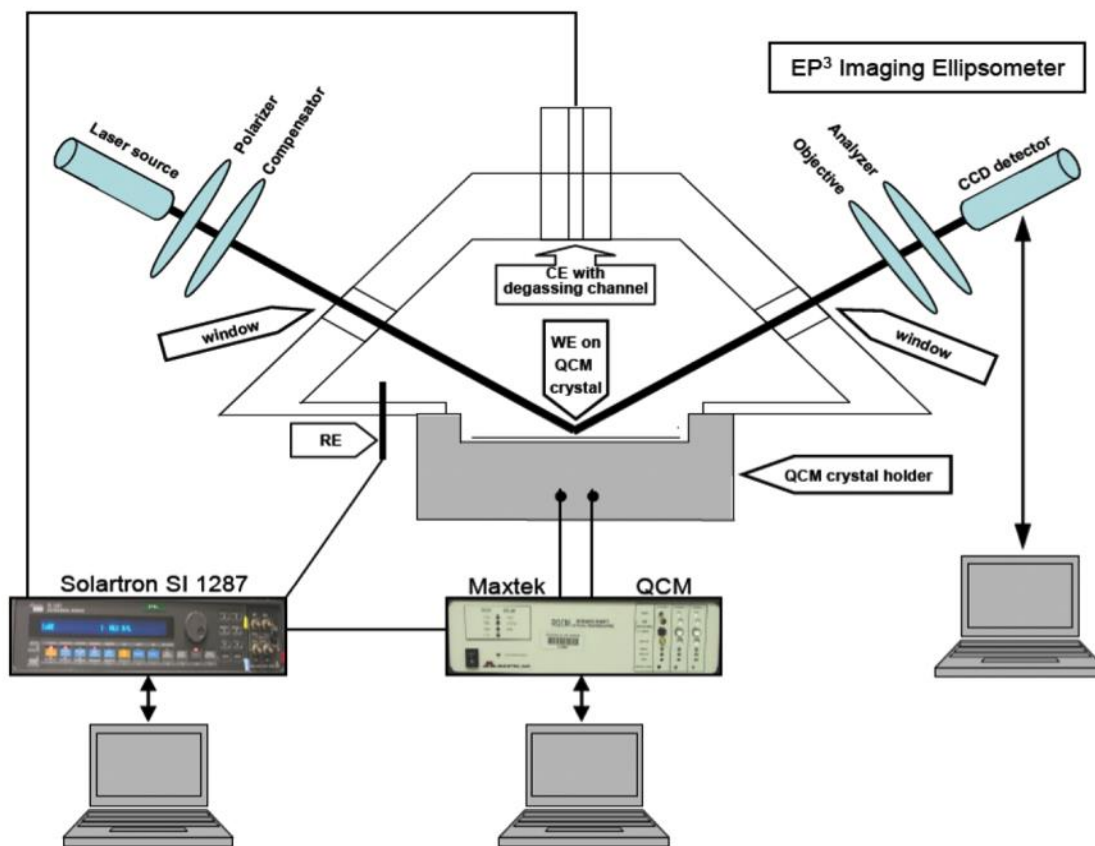 EP³ Imaging Ellipsometer
Laser source
Polarizer
Compensator
Objective
Analyzer
CCD detector
CE with
degassing channel
window
WE on
QCM
crystal
window
RE
QCM crystal holder
Solartron SI 1287
Maxtek QCM